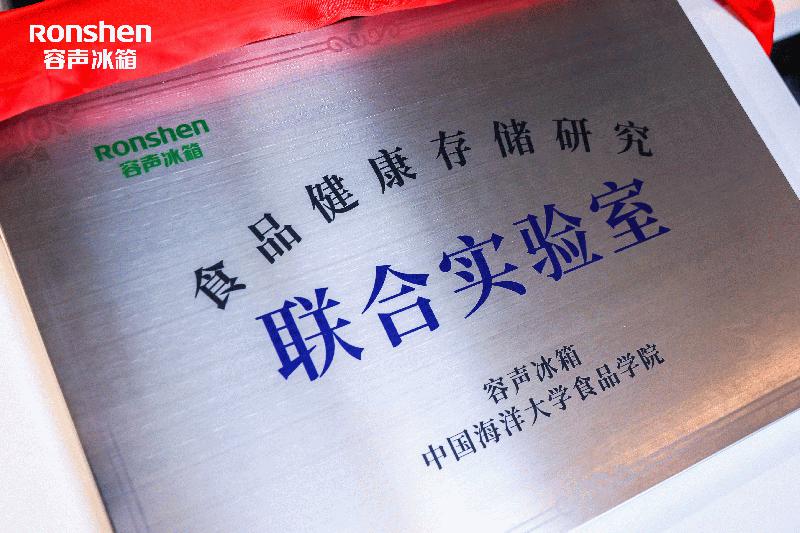 Ronshen
容声冰箱
Ronshen
容声冰箱
食品健康存储研究
联合实验室
容声冰箱
中国海洋大学食品学院